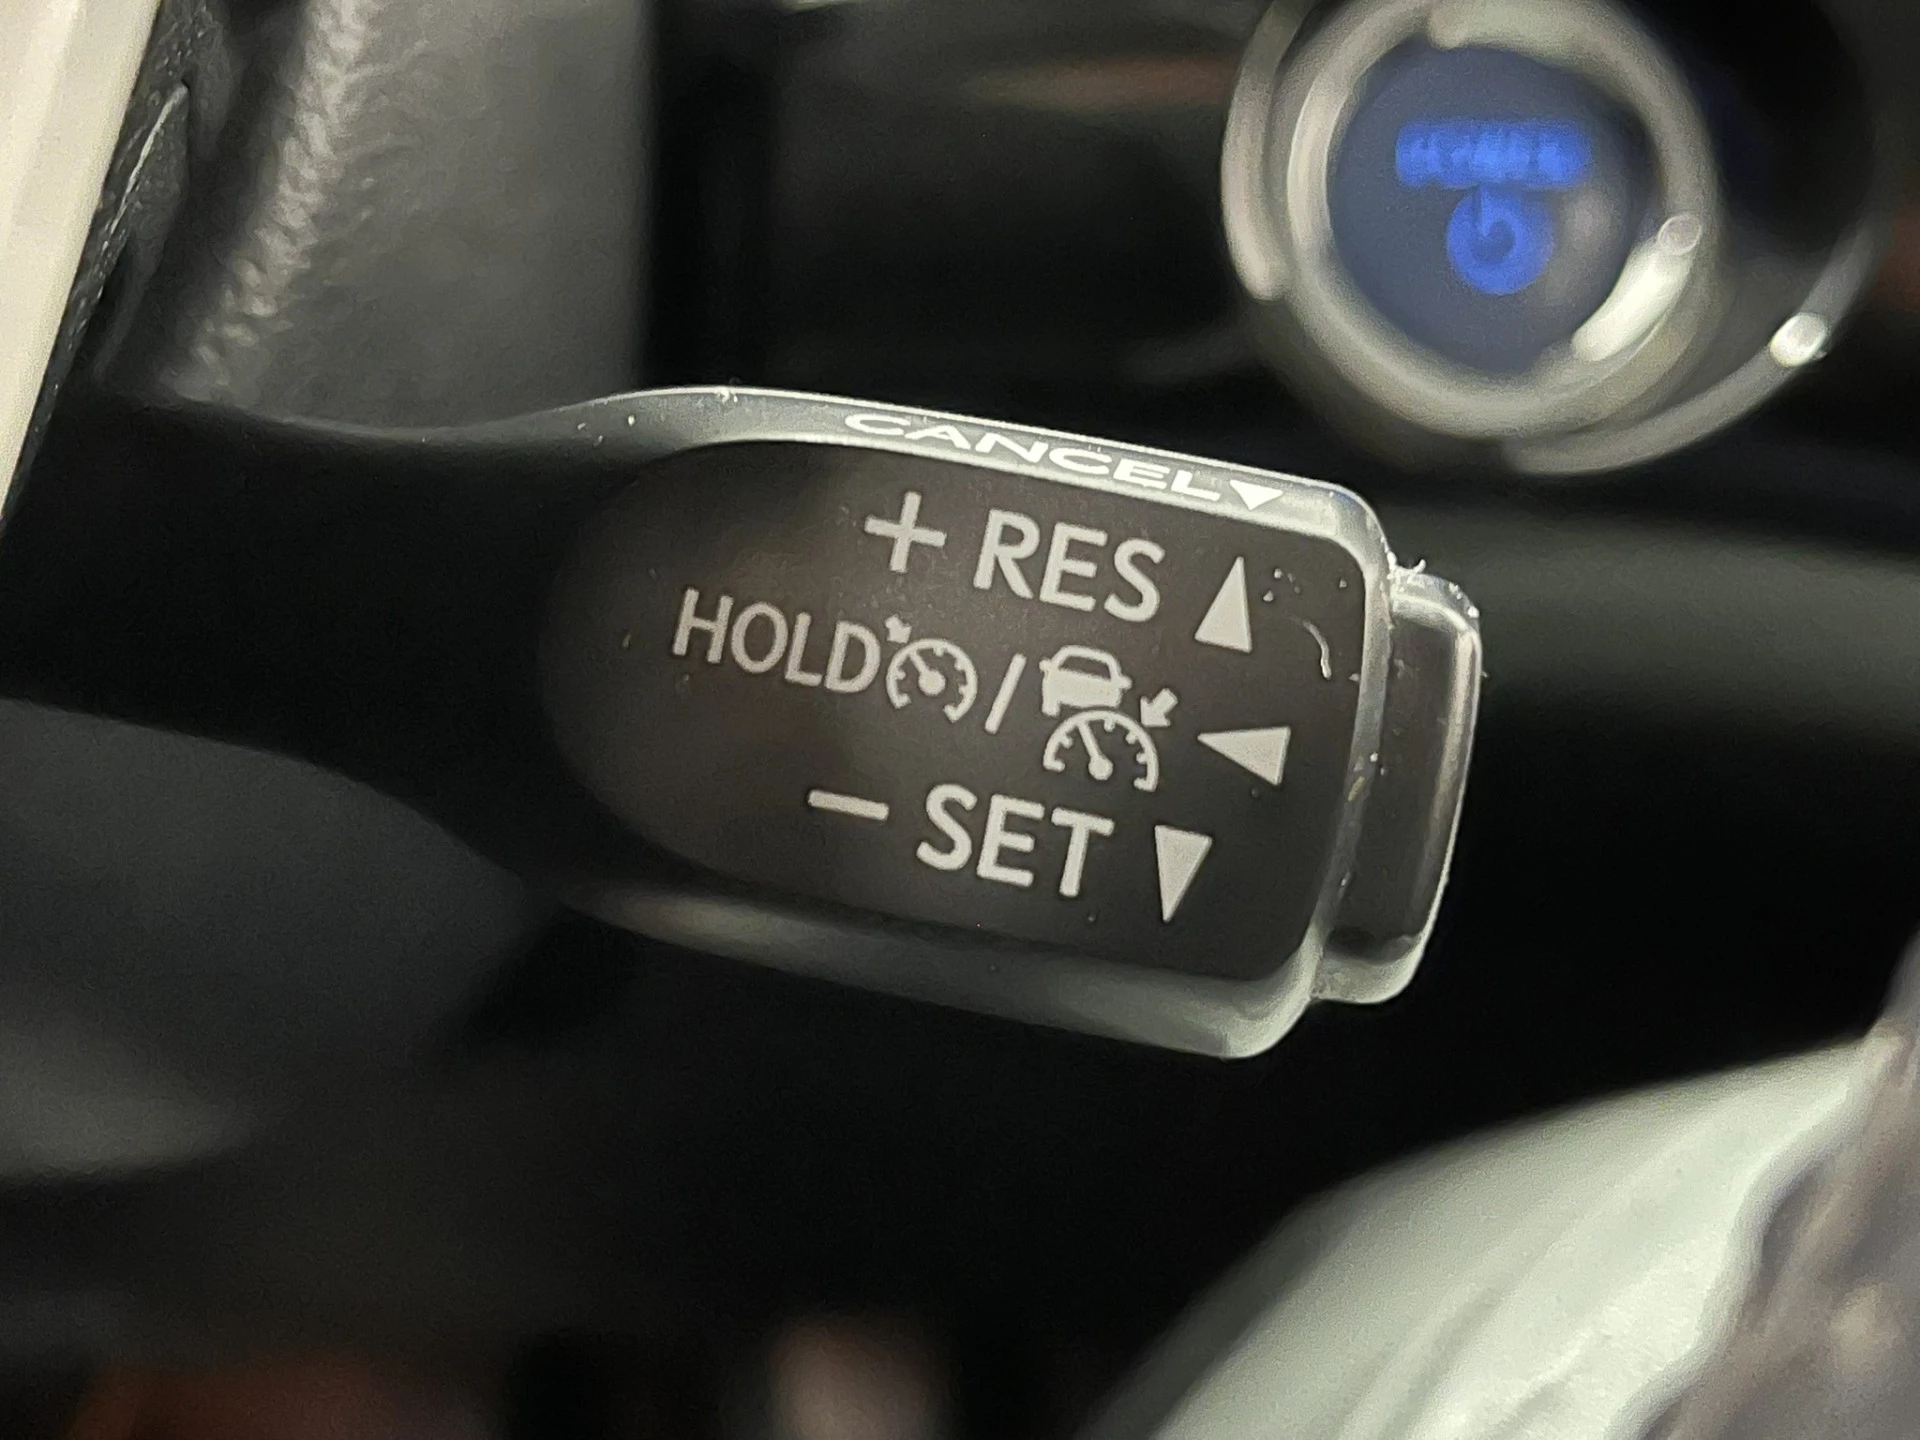 CANCEL▼
+ RES ▲
HOLD / ◀
− SET ▼